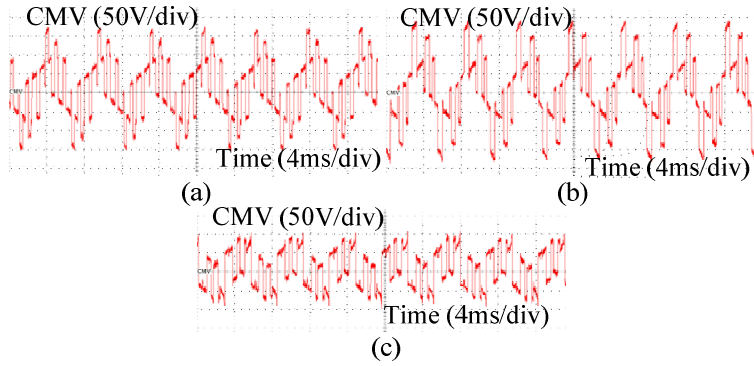 CMV (50V/div)
CMV
Time (4ms/div)
(a)
CMV (50V/div)
CMV
Time (4ms/div)
(b)
CMV (50V/div)
CMV
Time (4ms/div)
(c)